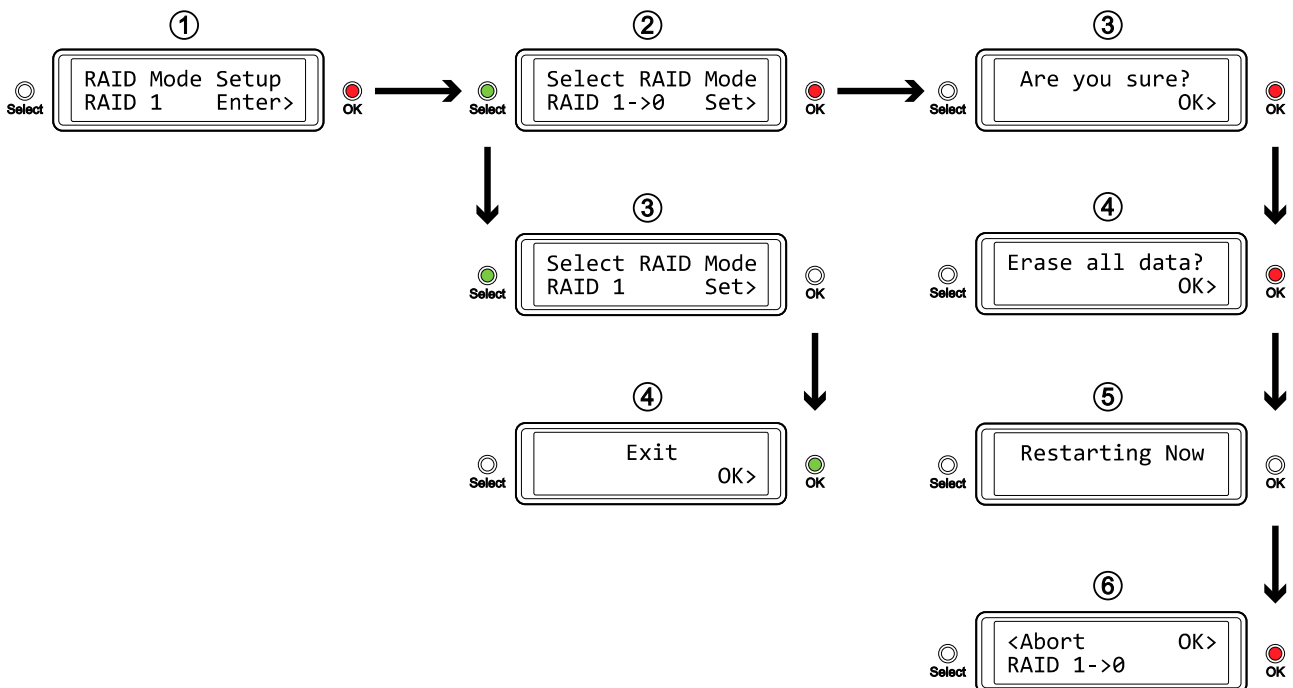 ①
RAID Mode Setup
RAID 1 Enter>
Select
OK
②
Select RAID Mode
RAID 1->0 Set>
Select
OK
③
Are you sure?
OK>
Select
OK
③
Select RAID Mode
RAID 1 Set>
Select
OK
④
Erase all data?
OK>
Select
OK
④
Exit
OK>
Select
OK
⑤
Restarting Now
Select
OK
⑥
<Abort OK>
RAID 1->0
Select
OK